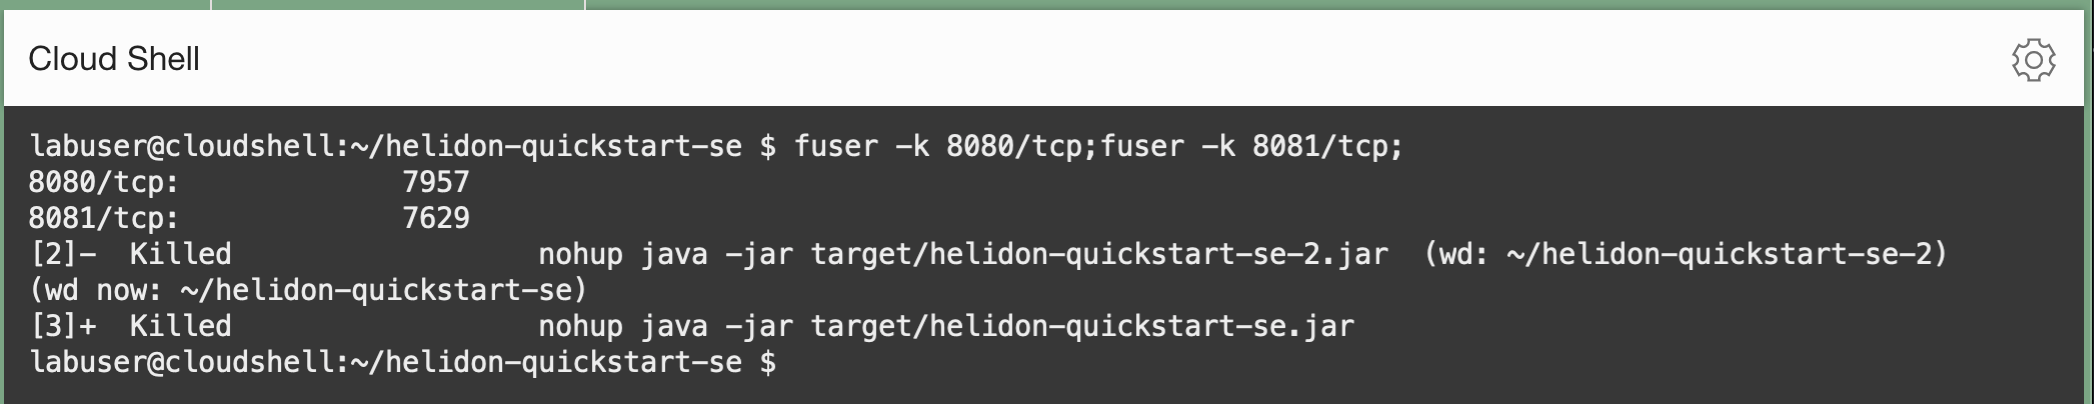 Cloud Shell
labuser@cloudshell:~/helidon-quickstart-se $ fuser -k 8080/tcp;fuser -k 8081/tcp;
8080/tcp:             7957
8081/tcp:             7629
[2]-  Killed                  nohup java -jar target/helidon-quickstart-se-2.jar  (wd: ~/helidon-quickstart-se-2)
(wd now: ~/helidon-quickstart-se)
[3]+  Killed                  nohup java -jar target/helidon-quickstart-se.jar
labuser@cloudshell:~/helidon-quickstart-se $